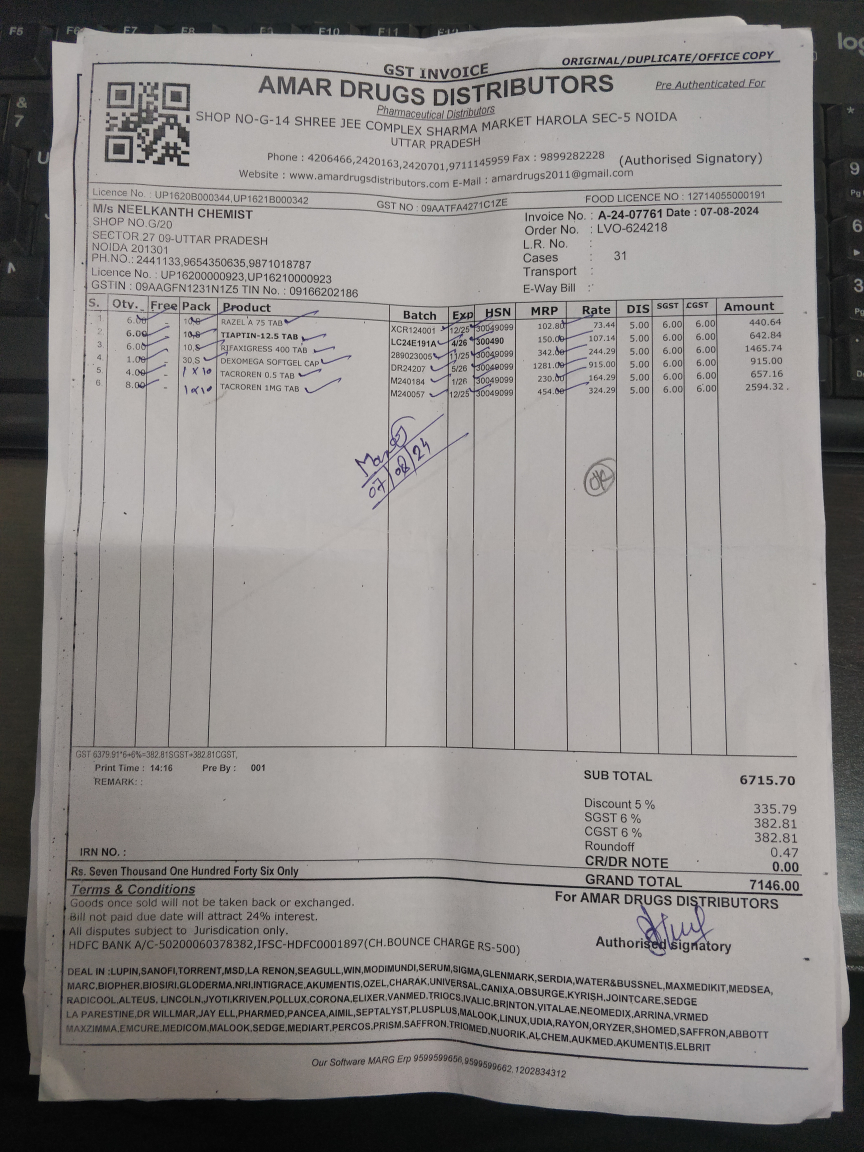 ORIGINAL/DUPLICATE/OFFICE COPY
GST INVOICE
AMAR DRUGS DISTRIBUTORS
Pre Authenticated For
Pharmaceutical Distributors
SHOP NO-G-14 SHREE JEE COMPLEX SHARMA MARKET HAROLA SEC-5 NOIDA
UTTAR PRADESH
Phone : 4206466,2420163,2420701,9711145959 Fax : 9899282228 (Authorised Signatory)
Website : www.amardrugsdistributors.com E-Mail : amardrugs2011@gmail.com
Licence No. : UP1620B000344,UP1621B000342 GST NO : 09AATFA4271C1ZE FOOD LICENCE NO : 12714055000191
M/s NEELKANTH CHEMIST
SHOP NO.G/20
SECTOR.27 09-UTTAR PRADESH
NOIDA 201301
PH.NO.: 2441133,9654350635,9871018787
Licence No. : UP16200000923,UP16210000923
GSTIN : 09AAGFN1231N1Z5 TIN No. : 09166202186
Invoice No. : A-24-07761 Date : 07-08-2024
Order No. : LVO-624218
L.R. No. :
Cases : 31
Transport :
E-Way Bill :
S. Qty. Free Pack Product Batch Exp HSN MRP Rate DIS SGST CGST Amount
1. 6.00 - 10,S RAZEL A 75 TAB XCR124001 12/25 30049099 102.80 73.44 5.00 6.00 6.00 440.64
2. 6.00 - 10,S TIAPTIN-12.5 TAB LC24E191A 4/26 300490 150.00 107.14 5.00 6.00 6.00 642.84
3. 6.00 - 10,S RIFAXIGRESS 400 TAB 289023005 11/25 30049099 342.00 244.29 5.00 6.00 6.00 1465.74
4. 1.00 - 30,S DEXOMEGA SOFTGEL CAP DR24207 5/26 30049099 1281.00 915.00 5.00 6.00 6.00 915.00
5. 4.00 - 1 x 10 TACROREN 0.5 TAB M240184 1/26 30049099 230.00 164.29 5.00 6.00 6.00 657.16
6. 8.00 - 10x10 TACROREN 1MG TAB M240057 12/25 30049099 454.00 324.29 5.00 6.00 6.00 2594.32
07/08/24
OK
GST 6379.91*6+6%=382.81SGST+382.81CGST,
Print Time : 14:16 Pre By : 001
REMARK: :
SUB TOTAL 6715.70
Discount 5 % 335.79
SGST 6 % 382.81
CGST 6 % 382.81
Roundoff 0.47
IRN NO. :
CR/DR NOTE 0.00
Rs. Seven Thousand One Hundred Forty Six Only
GRAND TOTAL 7146.00
Terms & Conditions
Goods once sold will not be taken back or exchanged.
Bill not paid due date will attract 24% interest.
All disputes subject to Jurisdication only.
HDFC BANK A/C-50200060378382,IFSC-HDFC0001897(CH.BOUNCE CHARGE RS-500)
For AMAR DRUGS DISTRIBUTORS
Authorised signatory
DEAL IN :LUPIN,SANOFI,TORRENT,MSD,LA RENON,SEAGULL,WIN,MODIMUNDI,SERUM,SIGMA,GLENMARK,SERDIA,WATER&BUSSNEL,MAXMEDIKIT,MEDSEA,
MARC,BIOPHER,BIOSIRI,GLODERMA,NRI,INTIGRACE,AKUMENTIS,OZEL,CHARAK,UNIVERSAL,CANIXA,OBSURGE,KYRISH,JOINTCARE,SEDGE
RADICOOL,ALTEUS, LINCOLN,JYOTI,KRIVEN,POLLUX,CORONA,ELIXER,VANMED,TRIOCS,IVALIC,BRINTON,VITALAE,NEOMEDIX,ARRINA,VRMED
LA PARESTINE,DR WILLMAR,JAY ELL,PHARMED,PANCEA,AIMIL,SEPTALYST,PLUSPLUS,MALOOK,LINUX,UDIA,RAYON,ORYZER,SHOMED,SAFFRON,ABBOTT
MAXZIMMA,EMCURE,MEDICOM,MALOOK,SEDGE,MEDIART,PERCOS,PRISM,SAFFRON,TRIOMED,NUORIK,ALCHEM,AUKMED,AKUMENTIS,ELBRIT
Our Software MARG Erp 9599599656,9599599662,1202834312